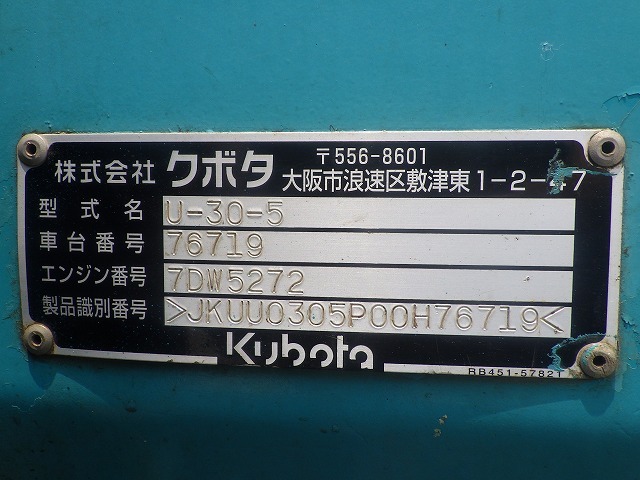 株式会社 クボタ 〒556-8601
大阪市浪速区敷津東1-2-47
型式名 U-30-5
車台番号 76719
エンジン番号 7DW5272
製品識別番号 >JKUU0305P00H76719<
Kubota
RB451-57821